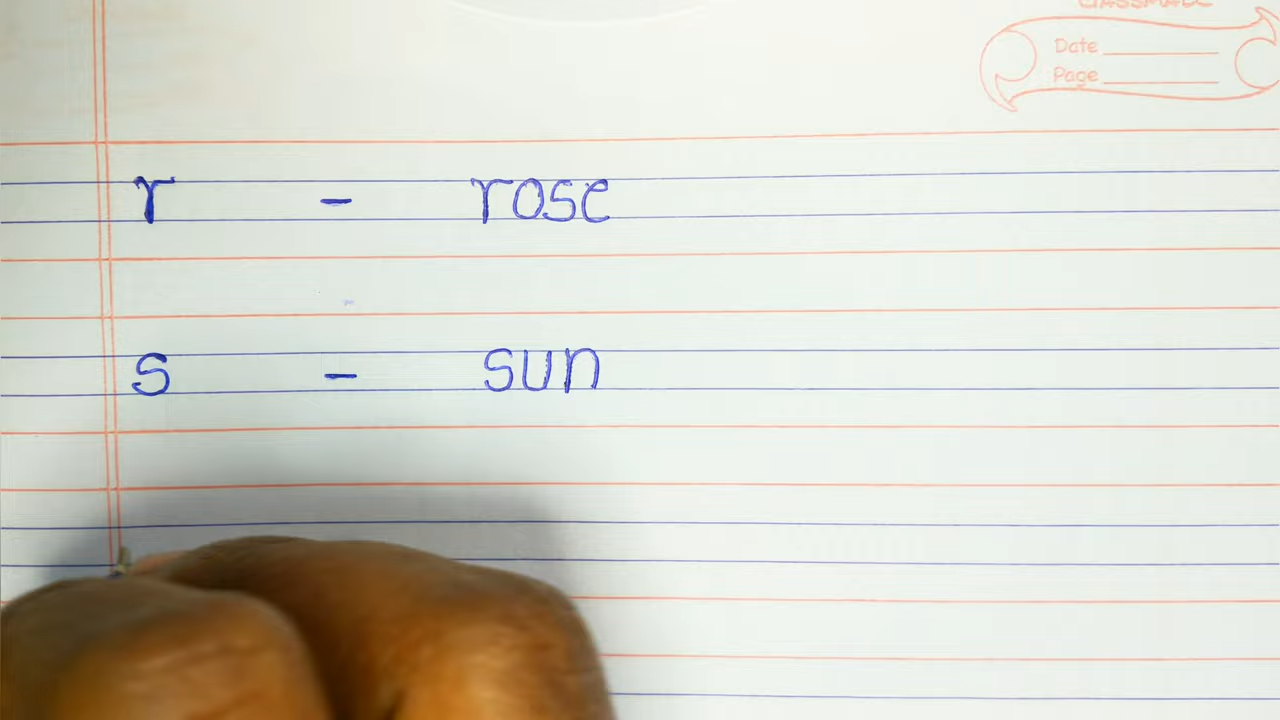 Date
Page
r - rose
s - sun